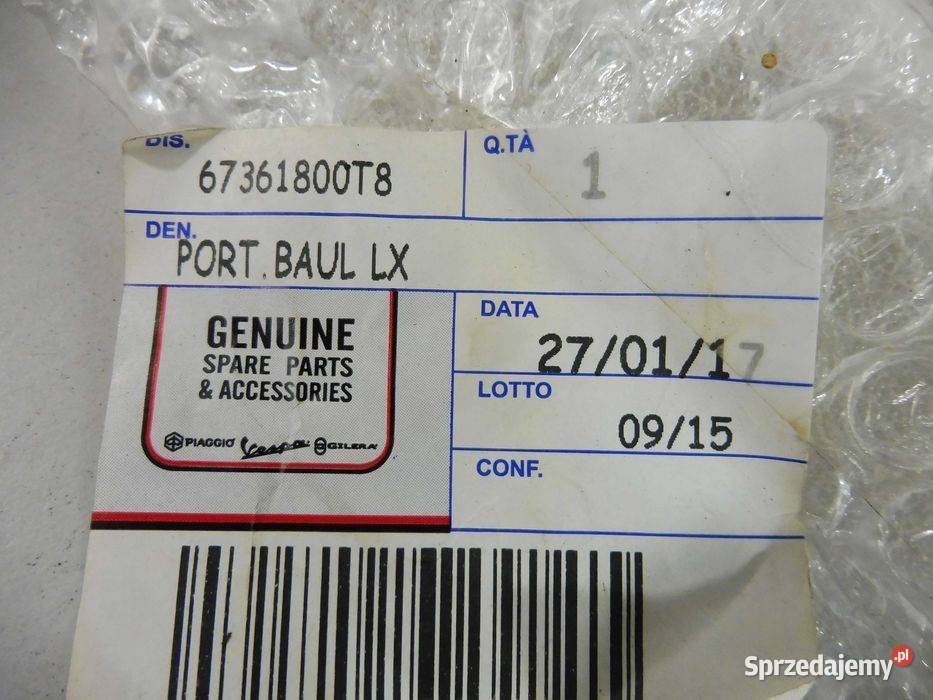 DIS.
67361800T8
Q.TÀ
1
DEN.
PORT.BAUL LX
GENUINE
SPARE PARTS
& ACCESSORIES
PIAGGIO Vespa GILERA
DATA
27/01/17
LOTTO
09/15
CONF.
Sprzedajemy.pl